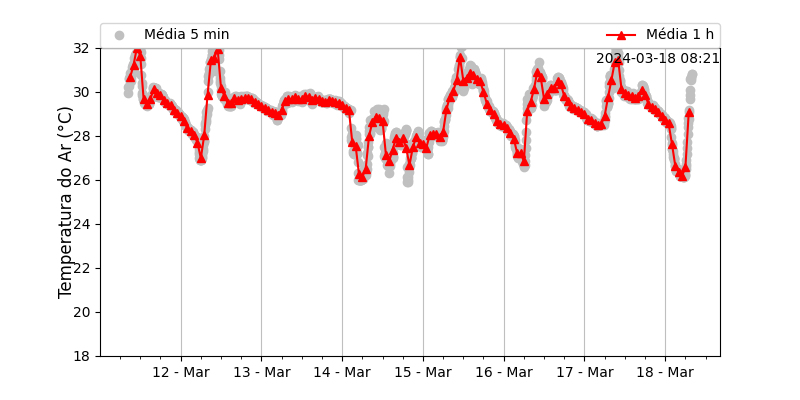 Média 5 min
Média 1 h
2024-03-18 08:21
Temperatura do Ar (°C)
32
30
28
26
24
22
20
18
12 - Mar
13 - Mar
14 - Mar
15 - Mar
16 - Mar
17 - Mar
18 - Mar